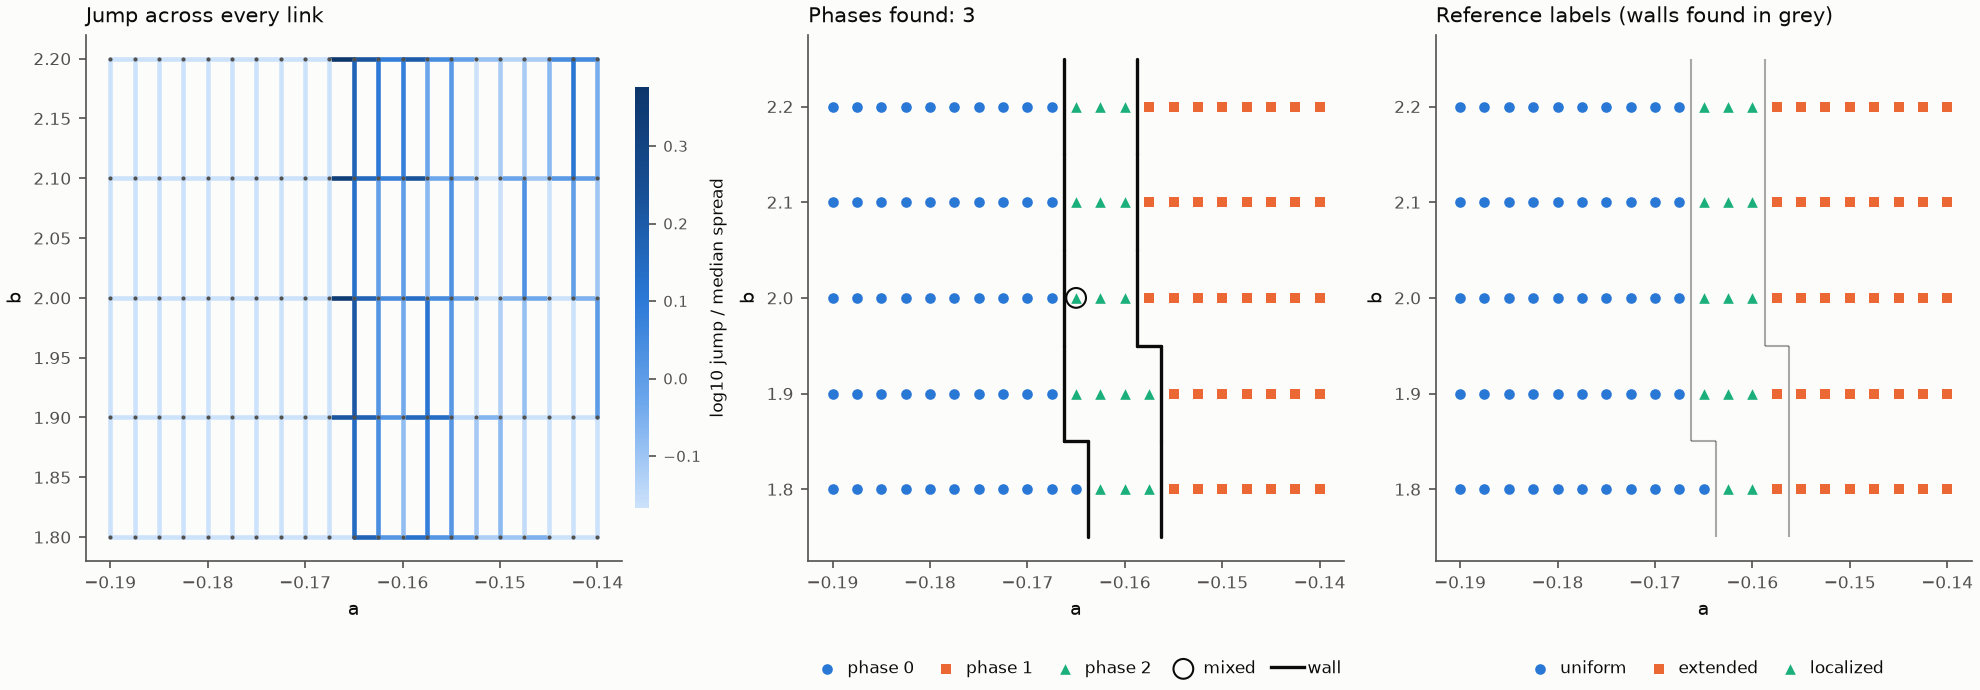 Jump across every link
2.20
2.15
2.10
2.05
2.00
1.95
1.90
1.85
1.80
b
−0.19
−0.18
−0.17
−0.16
−0.15
−0.14
a
0.3
0.2
0.1
0.0
−0.1
log10 jump / median spread
Phases found: 3
2.2
2.1
2.0
1.9
1.8
b
−0.19
−0.18
−0.17
−0.16
−0.15
−0.14
a
phase 0
phase 1
phase 2
mixed
wall
Reference labels (walls found in grey)
2.2
2.1
2.0
1.9
1.8
b
−0.19
−0.18
−0.17
−0.16
−0.15
−0.14
a
uniform
extended
localized